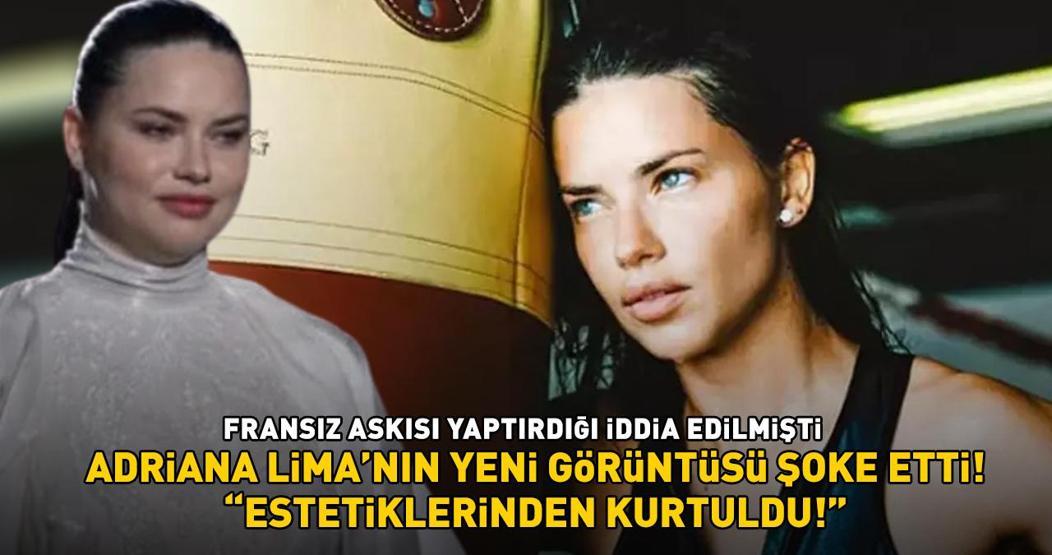 G
FRANSIZ ASKISI YAPTIRDIĞI İDDİA EDİLMİŞTİ
ADRİANA LİMA’NIN YENİ GÖRÜNTÜSÜ ŞOKE ETTİ!
“ESTETİKLERİNDEN KURTULDU!”